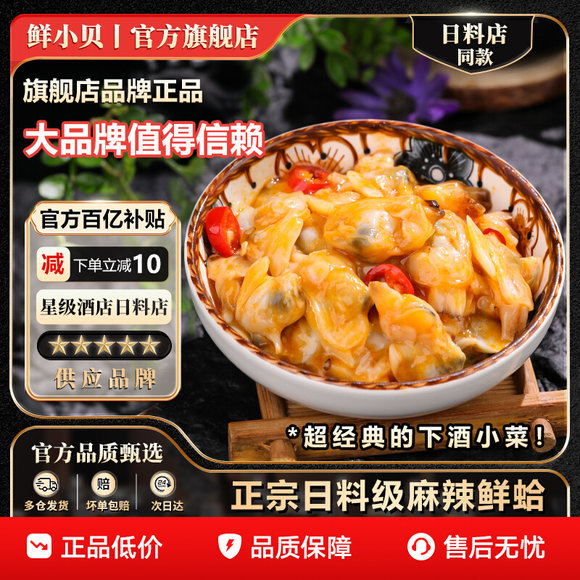 鲜小贝丨官方旗舰店
日料店
同款
旗舰店品牌正品
大品牌值得信赖
官方百亿补贴
减 下单立减10
星级酒店日料店
供应品牌
*超经典的下酒小菜！
官方品质甄选
赔
24
多仓发货 坏单包赔 次日达
正宗日料级麻辣鲜蛤
正品低价 品质保障 售后无忧